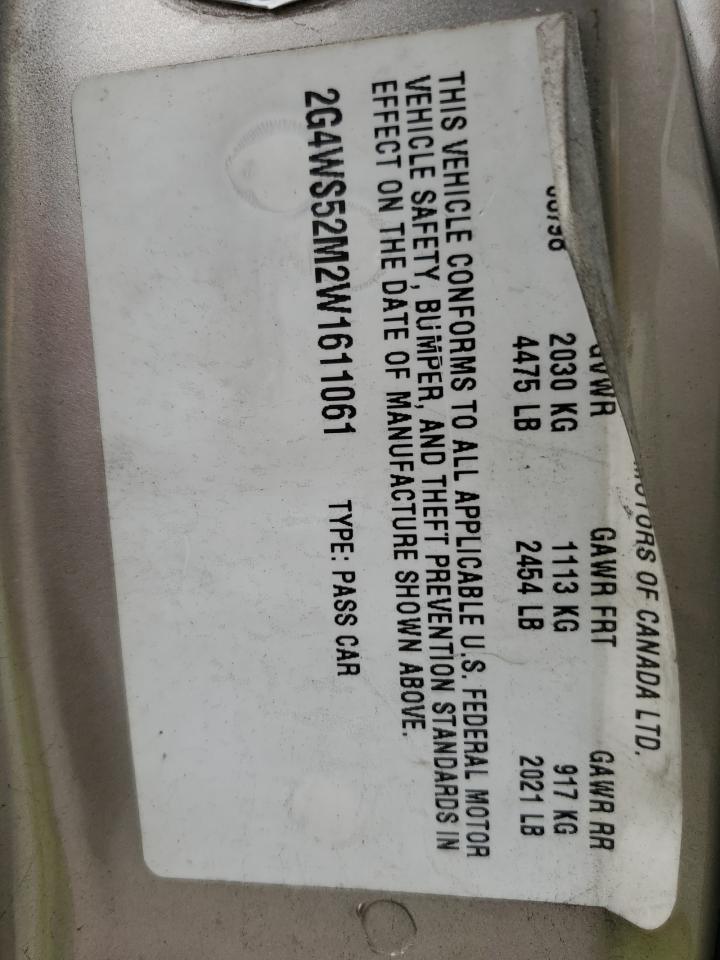 MOTORS OF CANADA LTD.
GVWR GAWR FRT GAWR RR
2030 KG 1113 KG 917 KG
4475 LB 2454 LB 2021 LB
THIS VEHICLE CONFORMS TO ALL APPLICABLE U.S. FEDERAL MOTOR
VEHICLE SAFETY, BUMPER, AND THEFT PREVENTION STANDARDS IN
EFFECT ON THE DATE OF MANUFACTURE SHOWN ABOVE.
2G4WS52M2W1611061 TYPE: PASS CAR